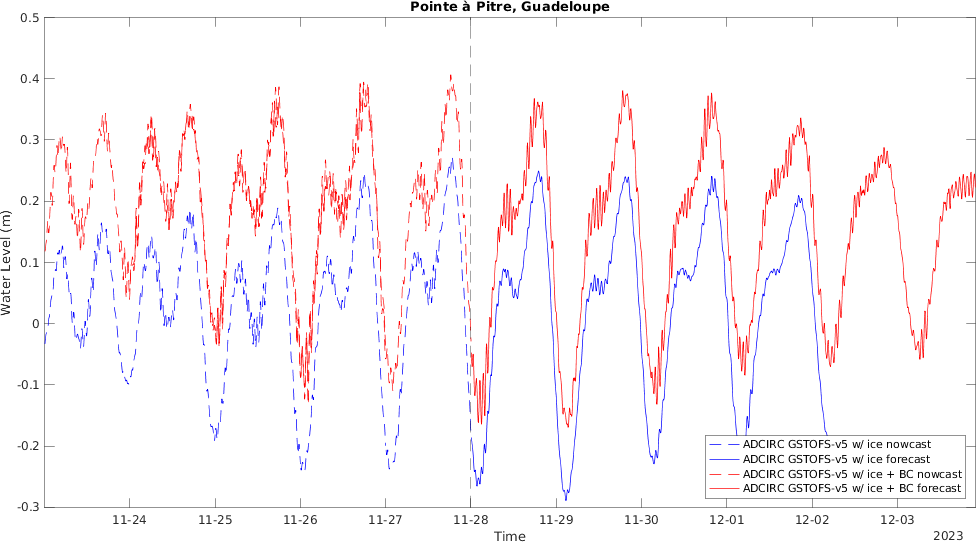 Pointe à Pitre, Guadeloupe
0.5
0.4
0.3
0.2
0.1
0
-0.1
-0.2
-0.3
Water Level (m)
11-24 11-25 11-26 11-27 11-28 11-29 11-30 12-01 12-02 12-03
Time
2023
ADCIRC GSTOFS-v5 w/ ice nowcast
ADCIRC GSTOFS-v5 w/ ice forecast
ADCIRC GSTOFS-v5 w/ ice + BC nowcast
ADCIRC GSTOFS-v5 w/ ice + BC forecast